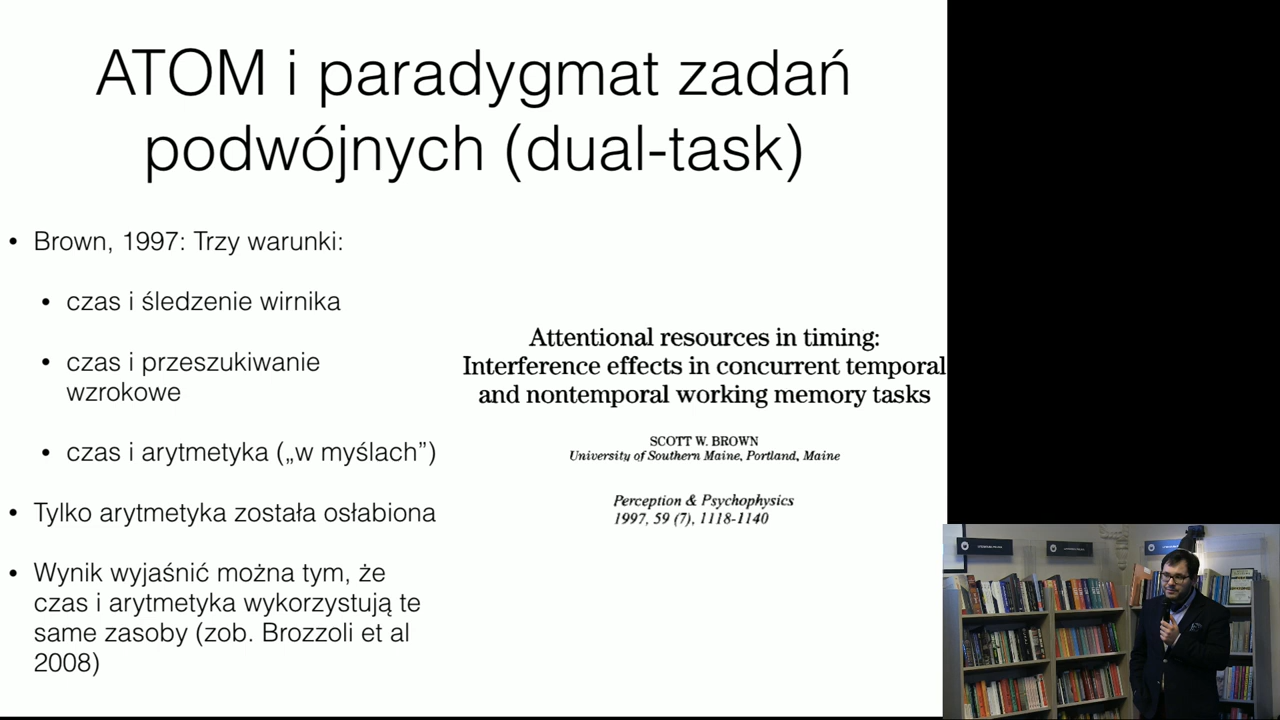 ATOM i paradygmat zadań
podwójnych (dual-task)
• Brown, 1997: Trzy warunki:
• czas i śledzenie wirnika
• czas i przeszukiwanie
wzrokowe
• czas i arytmetyka („w myślach”)
• Tylko arytmetyka została osłabiona
• Wynik wyjaśnić można tym, że
czas i arytmetyka wykorzystują te
same zasoby (zob. Brozzoli et al
2008)
Attentional resources in timing:
Interference effects in concurrent temporal
and nontemporal working memory tasks
SCOTT W. BROWN
University of Southern Maine, Portland, Maine
Perception & Psychophysics
1997, 59 (7), 1118-1140